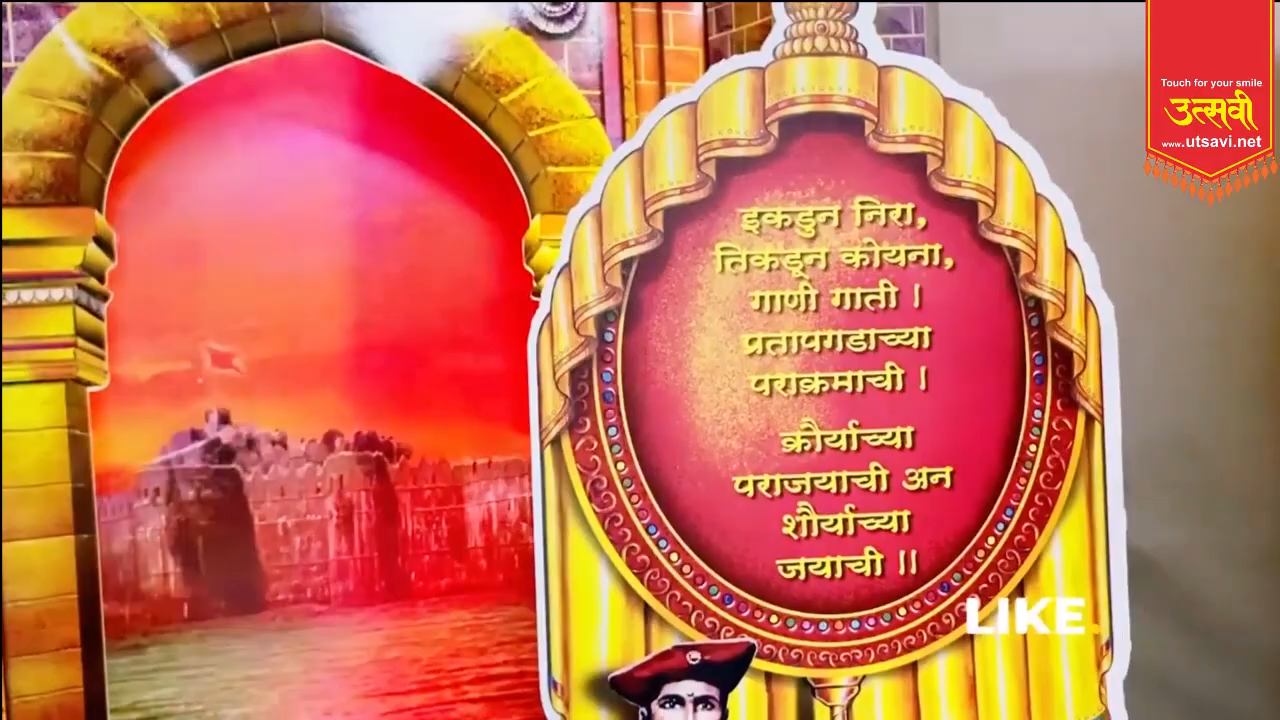 इकडुन निरा,
तिकडून कोयना,
गाणी गाती ।
प्रतापगडाच्या
पराक्रमाची ।
क्रौर्याच्या
पराजयाची अन
शौर्याच्या
जयाची ॥
LIKE.
Touch for your smile
उत्सवी
www.utsavi.net